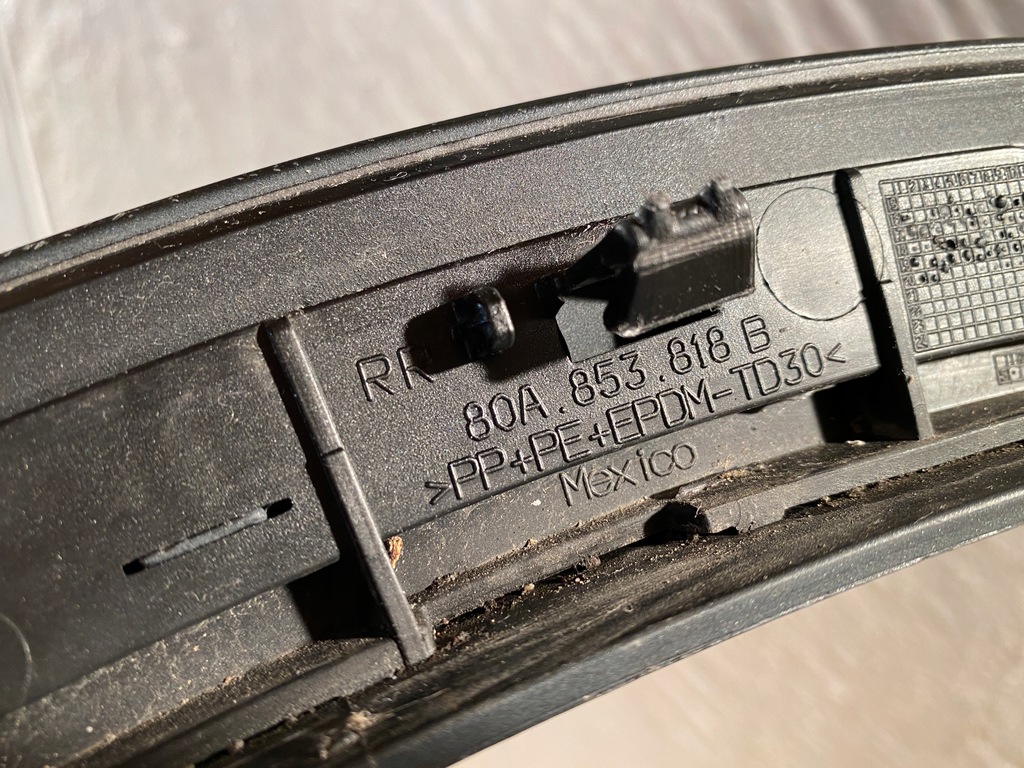 RR
80A.853.818 B
>PP+PE+EPDM-TD30<
Mexico